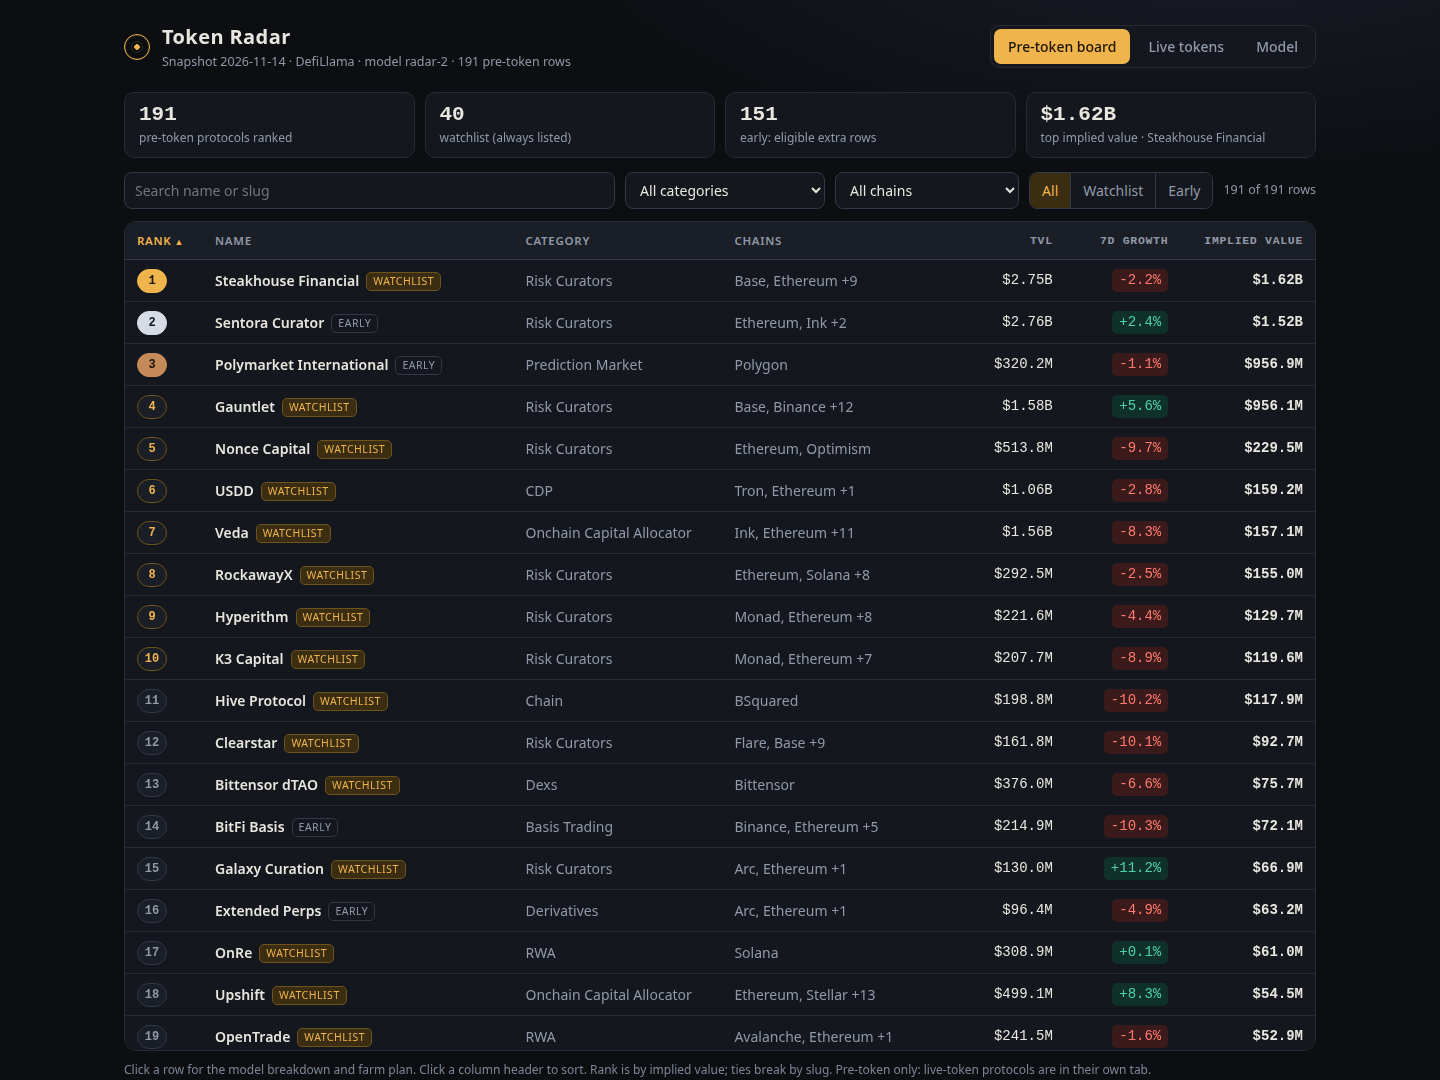 Token Radar
Snapshot 2026-11-14 · DefiLlama · model radar-2 · 191 pre-token rows
Pre-token board Live tokens Model
191
pre-token protocols ranked
40
watchlist (always listed)
151
early: eligible extra rows
$1.62B
top implied value · Steakhouse Financial
Search name or slug All categories All chains All Watchlist Early 191 of 191 rows
RANK ▲ NAME CATEGORY CHAINS TVL 7D GROWTH IMPLIED VALUE
1 Steakhouse Financial WATCHLIST Risk Curators Base, Ethereum +9 $2.75B -2.2% $1.62B
2 Sentora Curator EARLY Risk Curators Ethereum, Ink +2 $2.76B +2.4% $1.52B
3 Polymarket International EARLY Prediction Market Polygon $320.2M -1.1% $956.9M
4 Gauntlet WATCHLIST Risk Curators Base, Binance +12 $1.58B +5.6% $956.1M
5 Nonce Capital WATCHLIST Risk Curators Ethereum, Optimism $513.8M -9.7% $229.5M
6 USDD WATCHLIST CDP Tron, Ethereum +1 $1.06B -2.8% $159.2M
7 Veda WATCHLIST Onchain Capital Allocator Ink, Ethereum +11 $1.56B -8.3% $157.1M
8 RockawayX WATCHLIST Risk Curators Ethereum, Solana +8 $292.5M -2.5% $155.0M
9 Hyperithm WATCHLIST Risk Curators Monad, Ethereum +8 $221.6M -4.4% $129.7M
10 K3 Capital WATCHLIST Risk Curators Monad, Ethereum +7 $207.7M -8.9% $119.6M
11 Hive Protocol WATCHLIST Chain BSquared $198.8M -10.2% $117.9M
12 Clearstar WATCHLIST Risk Curators Flare, Base +9 $161.8M -10.1% $92.7M
13 Bittensor dTAO WATCHLIST Dexs Bittensor $376.0M -6.6% $75.7M
14 BitFi Basis EARLY Basis Trading Binance, Ethereum +5 $214.9M -10.3% $72.1M
15 Galaxy Curation WATCHLIST Risk Curators Arc, Ethereum +1 $130.0M +11.2% $66.9M
16 Extended Perps EARLY Derivatives Arc, Ethereum +1 $96.4M -4.9% $63.2M
17 OnRe WATCHLIST RWA Solana $308.9M +0.1% $61.0M
18 Upshift WATCHLIST Onchain Capital Allocator Ethereum, Stellar +13 $499.1M +8.3% $54.5M
19 OpenTrade WATCHLIST RWA Avalanche, Ethereum +1 $241.5M -1.6% $52.9M
Click a row for the model breakdown and farm plan. Click a column header to sort. Rank is by implied value; ties break by slug. Pre-token only: live-token protocols are in their own tab.